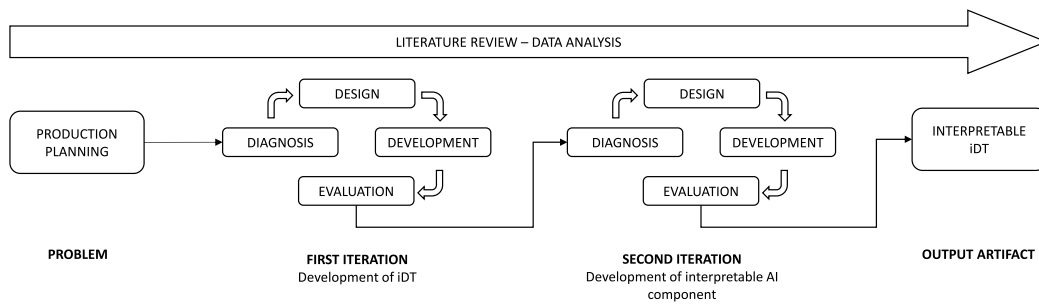 LITERATURE REVIEW – DATA ANALYSIS
PRODUCTION
PLANNING
DIAGNOSIS
DESIGN
DEVELOPMENT
EVALUATION
DIAGNOSIS
DESIGN
DEVELOPMENT
EVALUATION
INTERPRETABLE
iDT
PROBLEM
FIRST ITERATION
Development of iDT
SECOND ITERATION
Development of interpretable AI
component
OUTPUT ARTIFACT